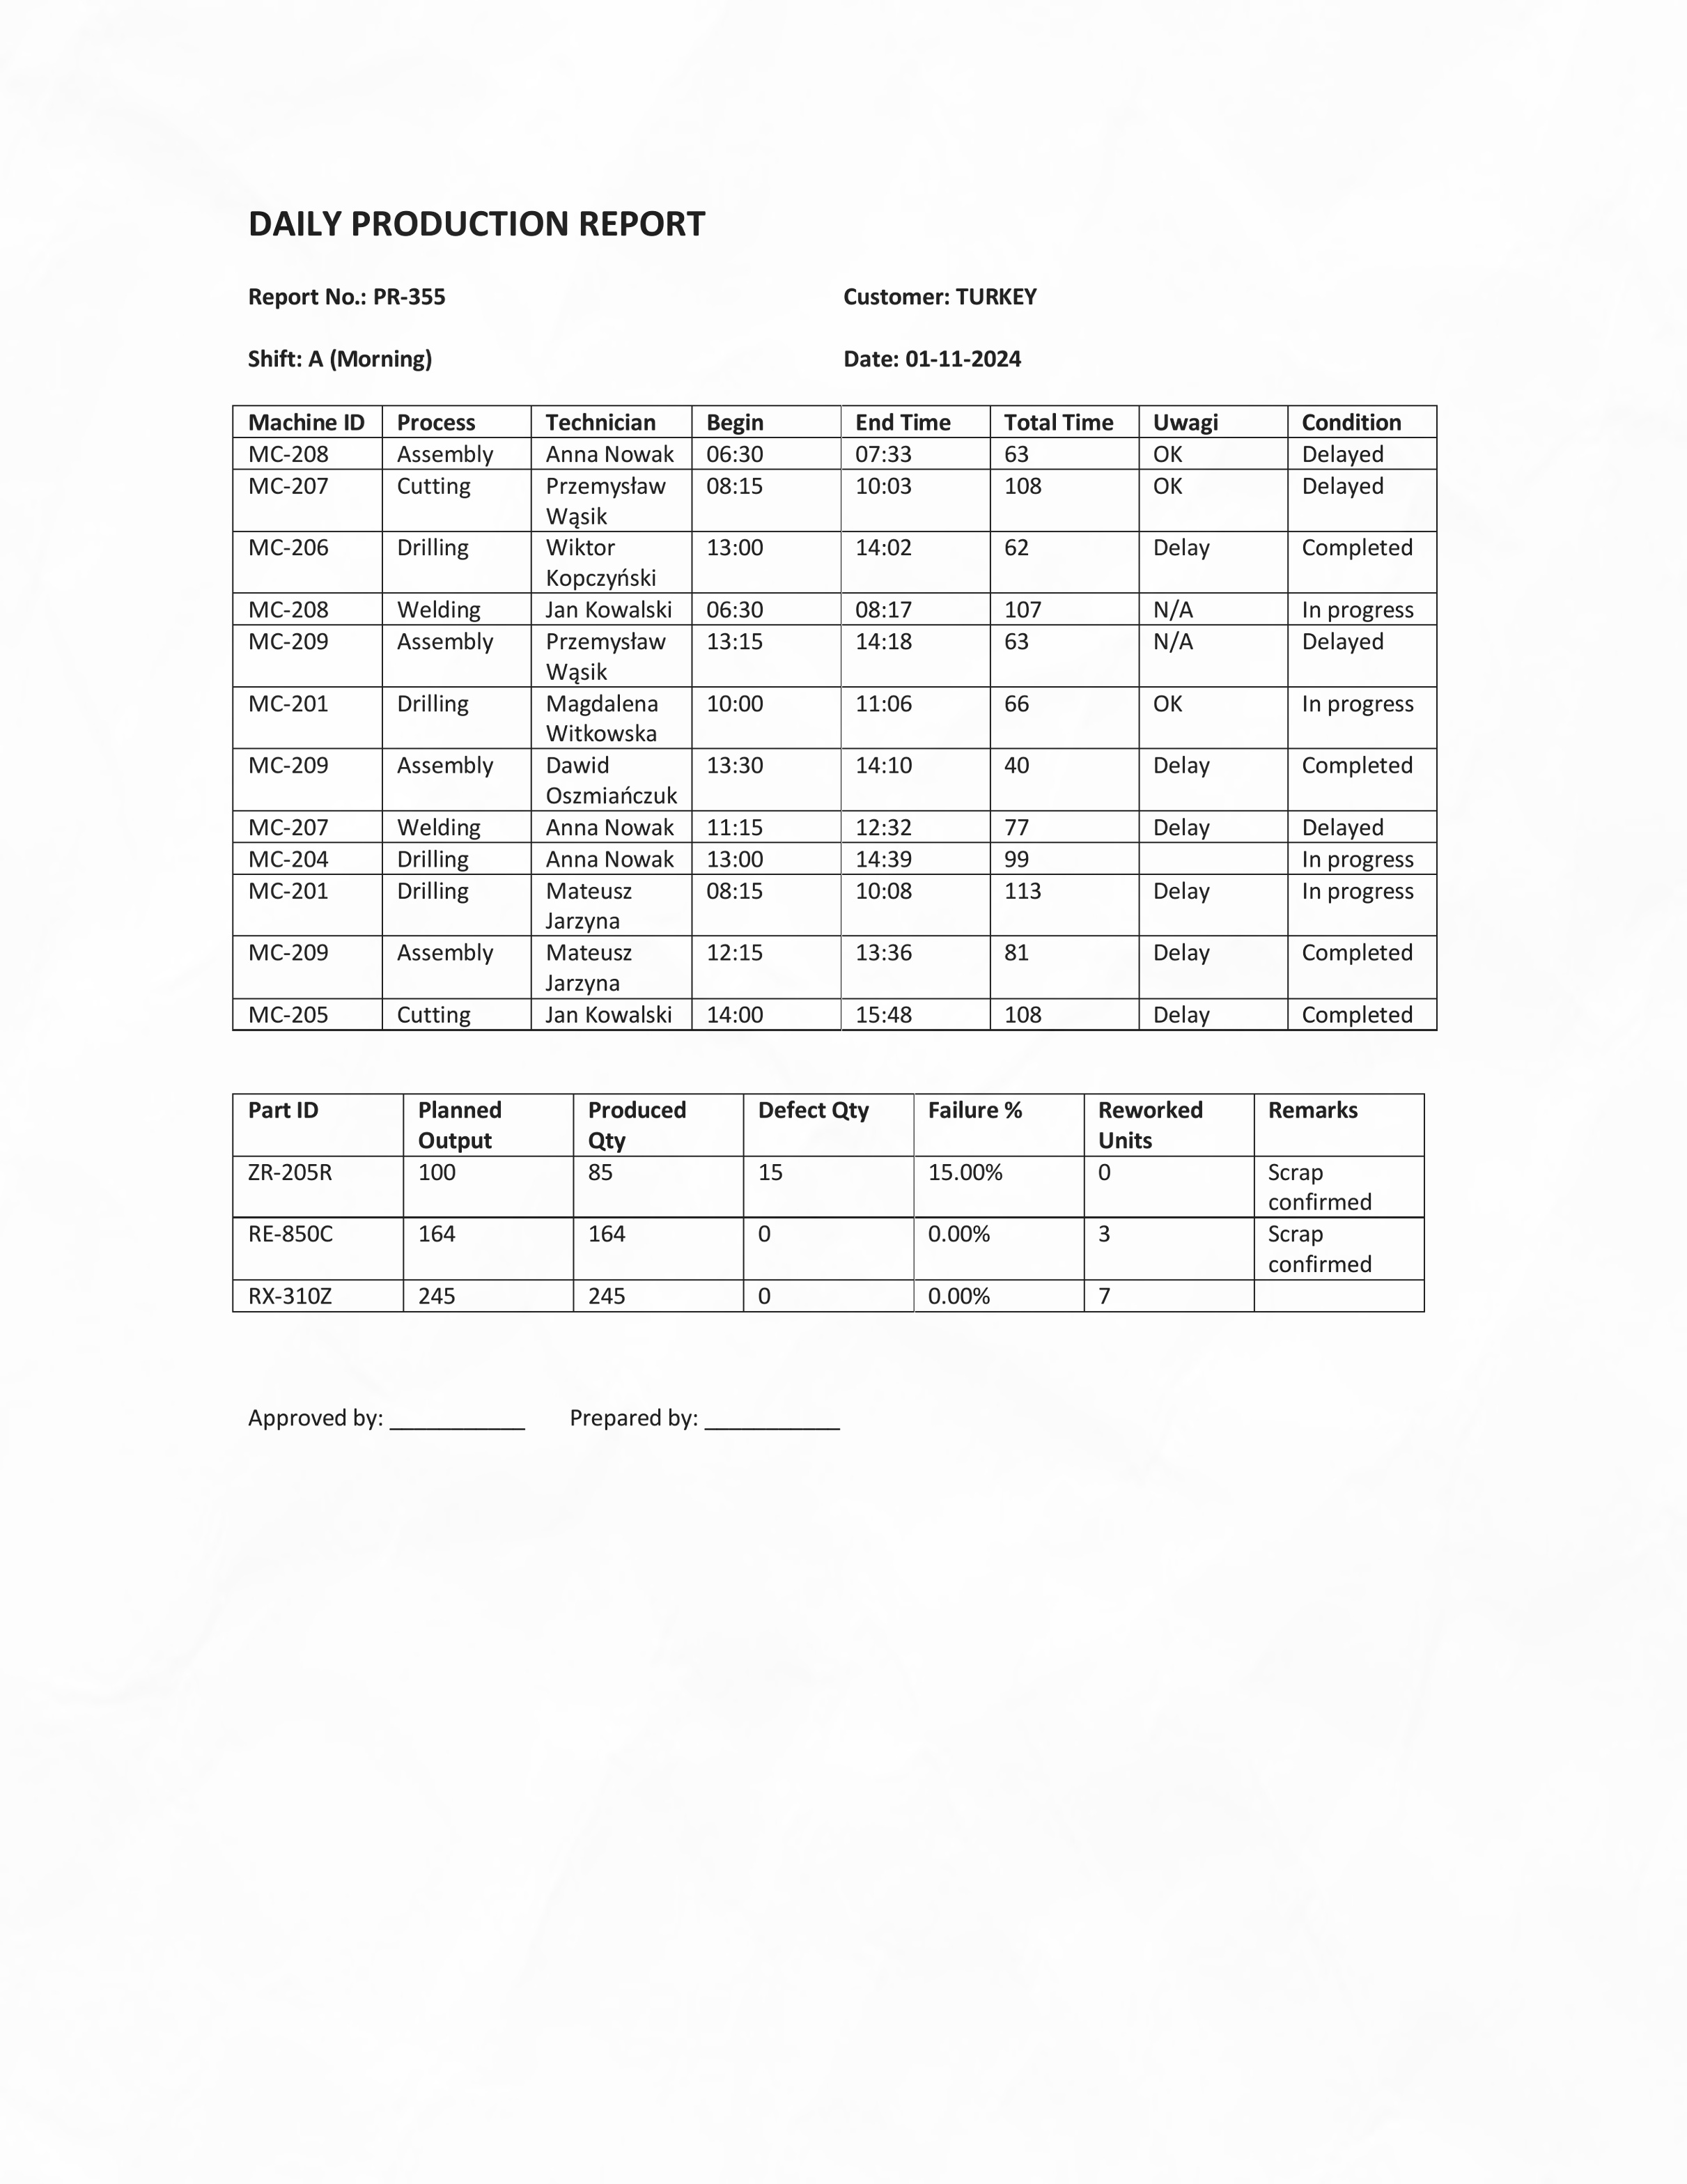 DAILY PRODUCTION REPORT
Report No.: PR-355 Customer: TURKEY
Shift: A (Morning) Date: 01-11-2024
Machine ID Process Technician Begin End Time Total Time Uwagi Condition
MC-208 Assembly Anna Nowak 06:30 07:33 63 OK Delayed
MC-207 Cutting Przemysław 08:15 10:03 108 OK Delayed
Wąsik
MC-206 Drilling Wiktor 13:00 14:02 62 Delay Completed
Kopczyński
MC-208 Welding Jan Kowalski 06:30 08:17 107 N/A In progress
MC-209 Assembly Przemysław 13:15 14:18 63 N/A Delayed
Wąsik
MC-201 Drilling Magdalena 10:00 11:06 66 OK In progress
Witkowska
MC-209 Assembly Dawid 13:30 14:10 40 Delay Completed
Oszmiańczuk
MC-207 Welding Anna Nowak 11:15 12:32 77 Delay Delayed
MC-204 Drilling Anna Nowak 13:00 14:39 99 In progress
MC-201 Drilling Mateusz 08:15 10:08 113 Delay In progress
Jarzyna
MC-209 Assembly Mateusz 12:15 13:36 81 Delay Completed
Jarzyna
MC-205 Cutting Jan Kowalski 14:00 15:48 108 Delay Completed
Part ID Planned Produced Defect Qty Failure % Reworked Remarks
Output Qty Units
ZR-205R 100 85 15 15.00% 0 Scrap
confirmed
RE-850C 164 164 0 0.00% 3 Scrap
confirmed
RX-310Z 245 245 0 0.00% 7
Approved by: ___________ Prepared by: ___________